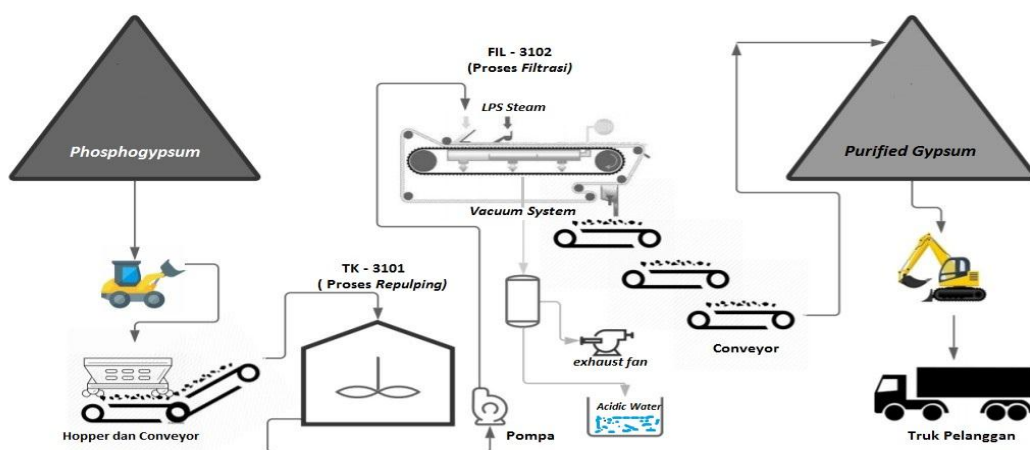 Phosphogypsum
Hopper dan Conveyor
TK - 3101
( Proses Repulping)
Pompa
FIL - 3102
(Proses Filtrasi)
LPS Steam
Vacuum System
exhaust fan
Acidic Water
Conveyor
Purified Gypsum
Truk Pelanggan